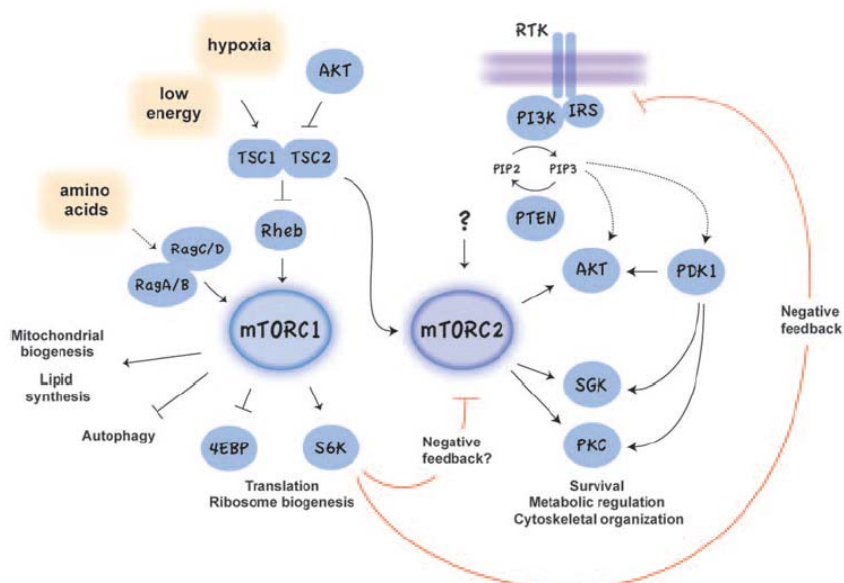 hypoxia
low
energy
AKT
TSC1
TSC2
amino
acids
RagC/D
RagA/B
Rheb
mTORC1
Mitochondrial
biogenesis
Lipid
synthesis
Autophagy
4EBP
S6K
Translation
Ribosome biogenesis
RTK
PI3K
IRS
PIP2
PIP3
PTEN
?
AKT
PDK1
mTORC2
SGK
PKC
Negative
feedback?
Survival
Metabolic regulation
Cytoskeletal organization
Negative
feedback